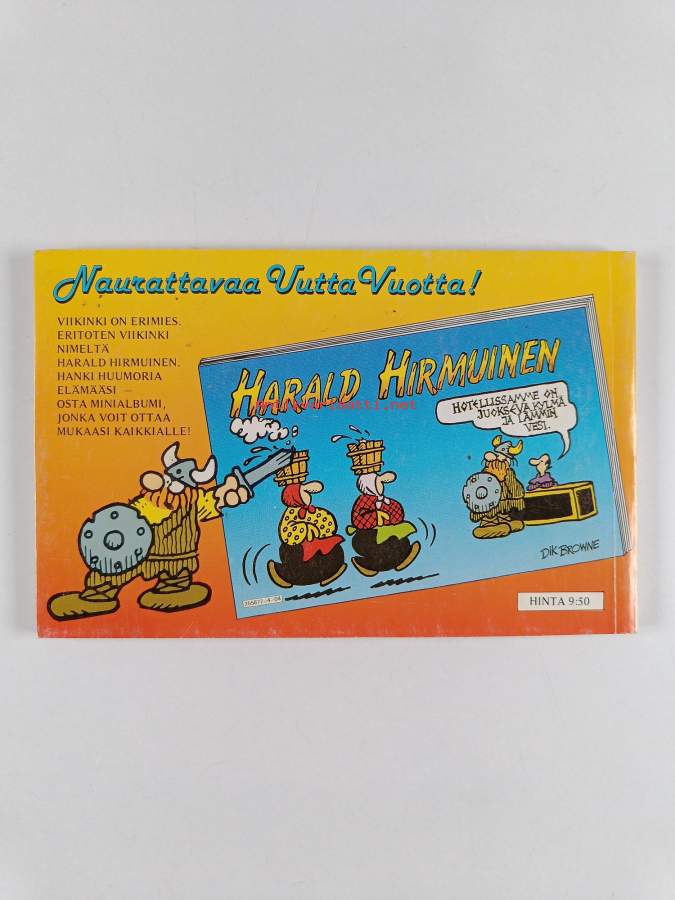 Naurattavaa Uutta Vuotta!
VIIKINKI ON ERIMIES.
ERITOTEN VIIKINKI
NIMELTÄ
HARALD HIRMUINEN.
HANKI HUUMORIA
ELÄMÄÄSI –
OSTA MINIALBUMI,
JONKA VOIT OTTAA
MUKAASI KAIKKIALLE!
HARALD HIRMUINEN
HOTELLISSAMME ON
JUOKSEVA KYLMÄ
JA LÄMMIN
VESI.
DIK BROWNE
HINTA 9:50